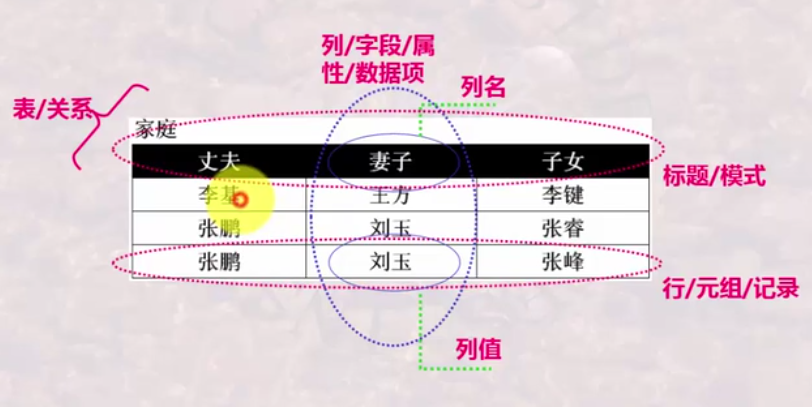 列/字段/属
性/数据项
列名
表/关系
家庭
丈夫 妻子 子女
标题/模式
李基 王方 李键
张鹏 刘玉 张睿
张鹏 刘玉 张峰
行/元组/记录
列值